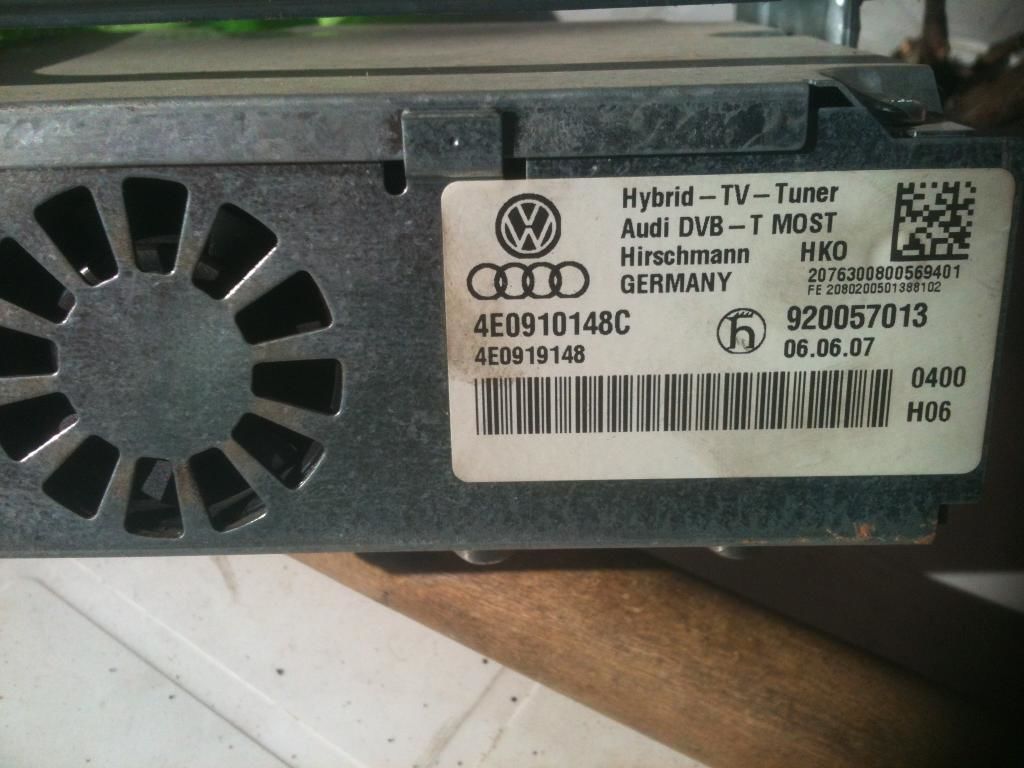 Hybrid-TV-Tuner
Audi DVB-T MOST
Hirschmann HKO
GERMANY
2076300800569401
FE 2080200501388102
4E0910148C
4E0919148
920057013
06.06.07
0400
H06